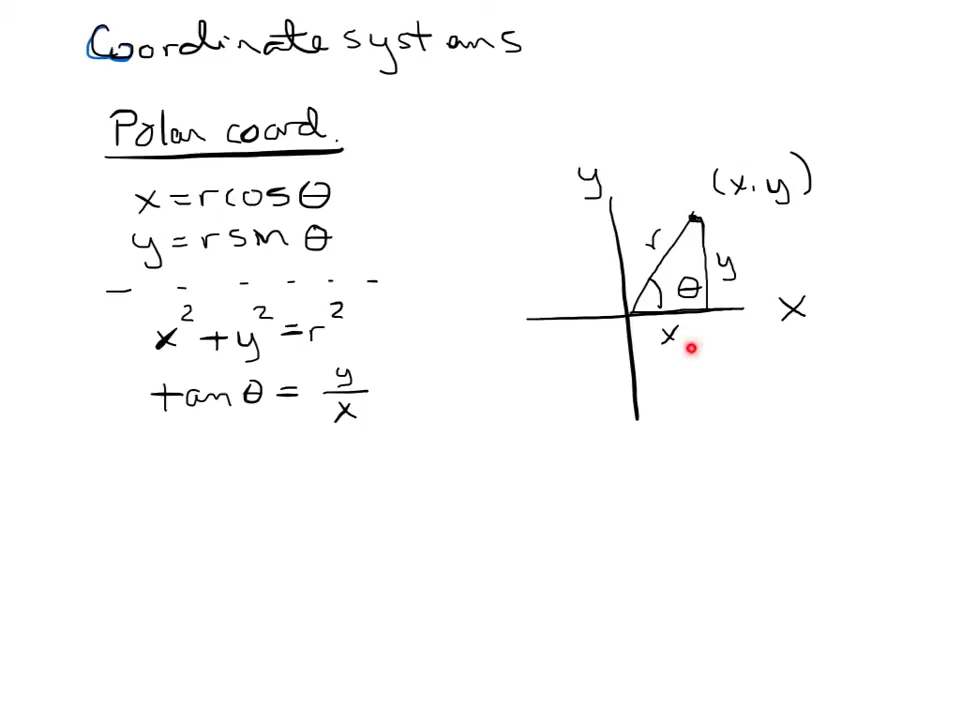 Coordinate systems
Polar coord.
x = r cos θ
y = r sin θ
x² + y² = r²
tan θ = y/x
y
(x, y)
r
y
θ
x
x